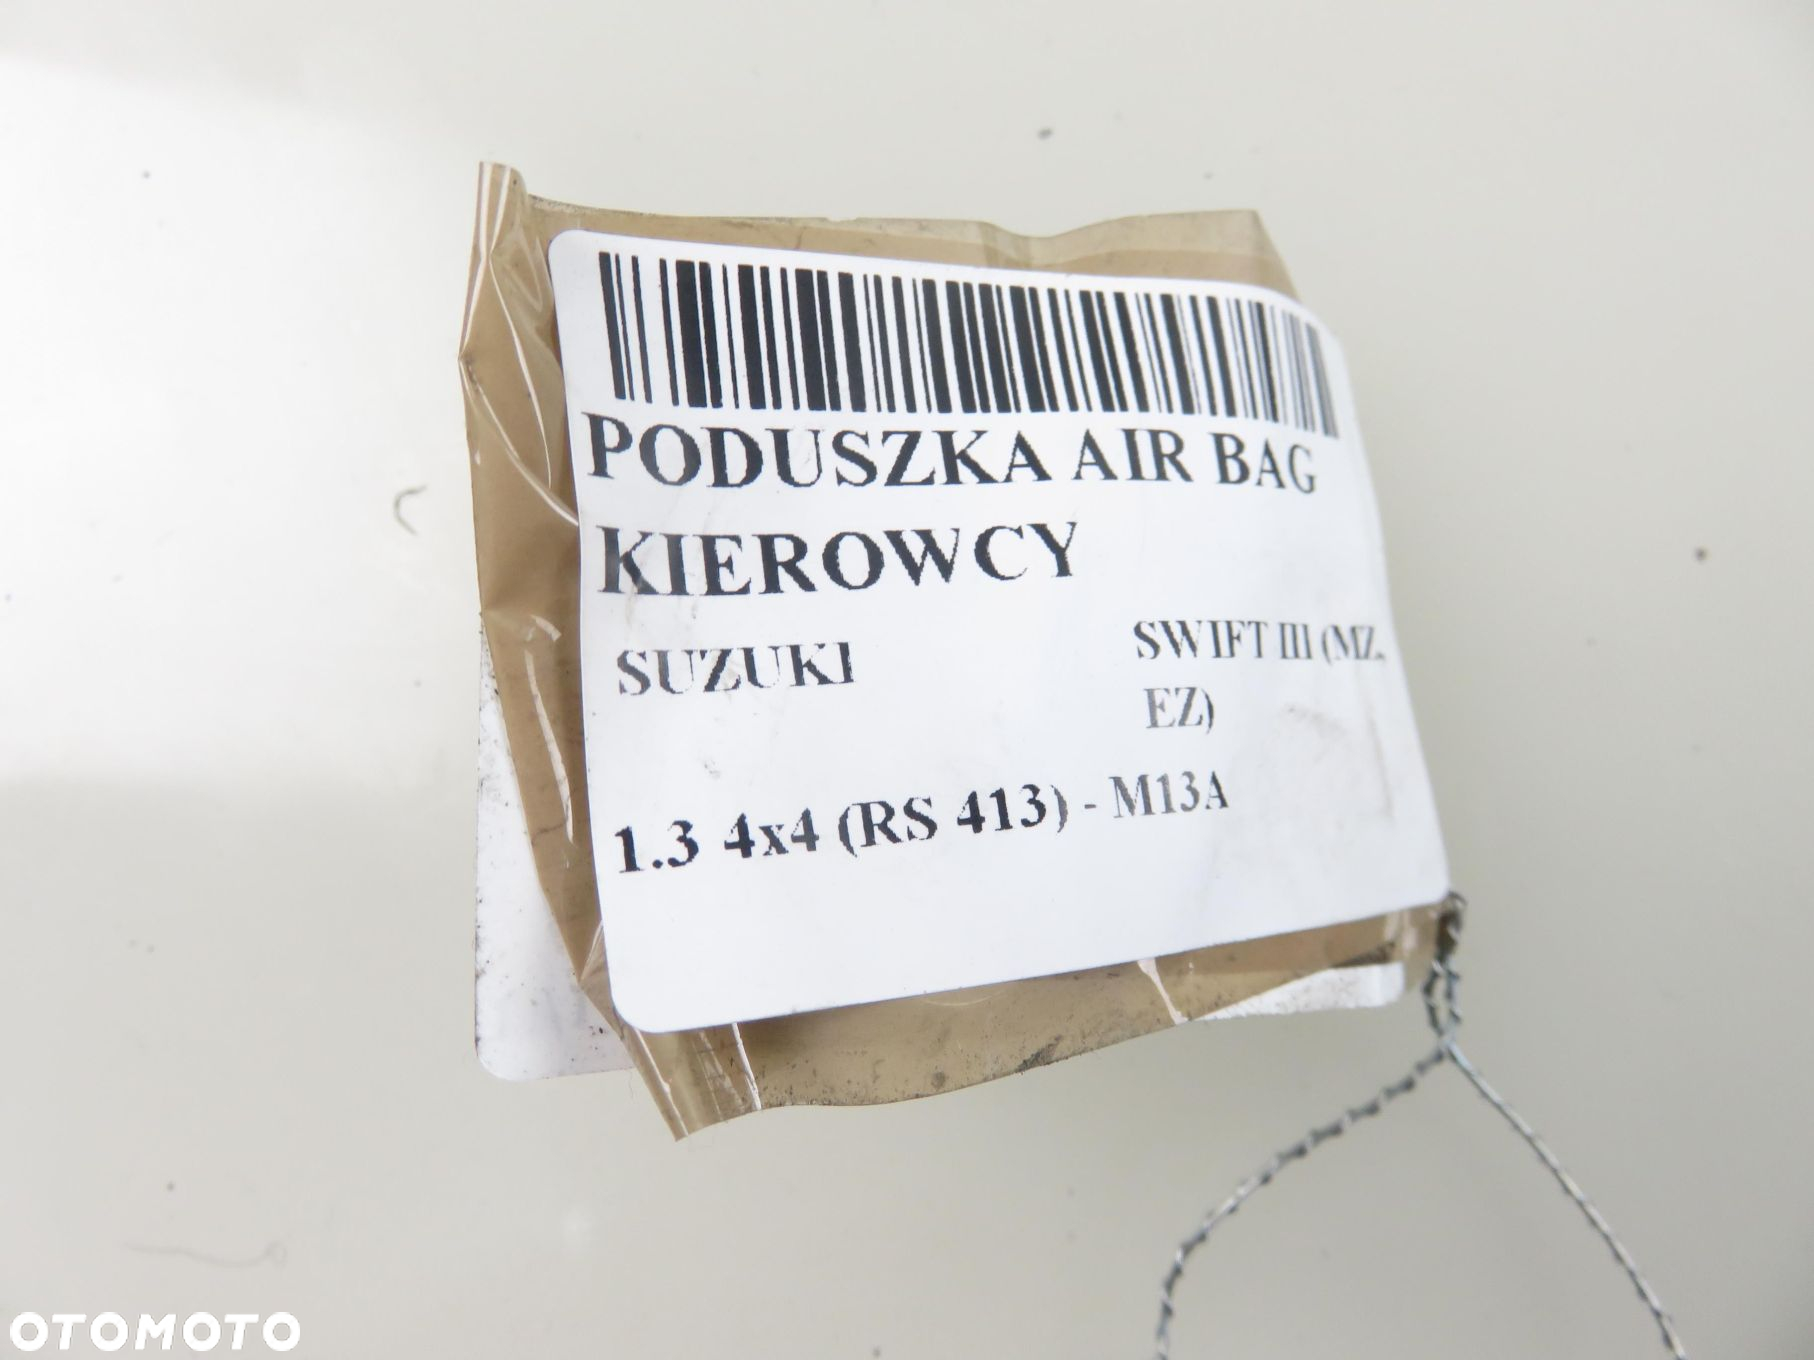 PODUSZKA AIR BAG
KIEROWCY
SUZUKI SWIFT III (MZ,
EZ)
1.3 4x4 (RS 413) - M13A
OTOMOTO